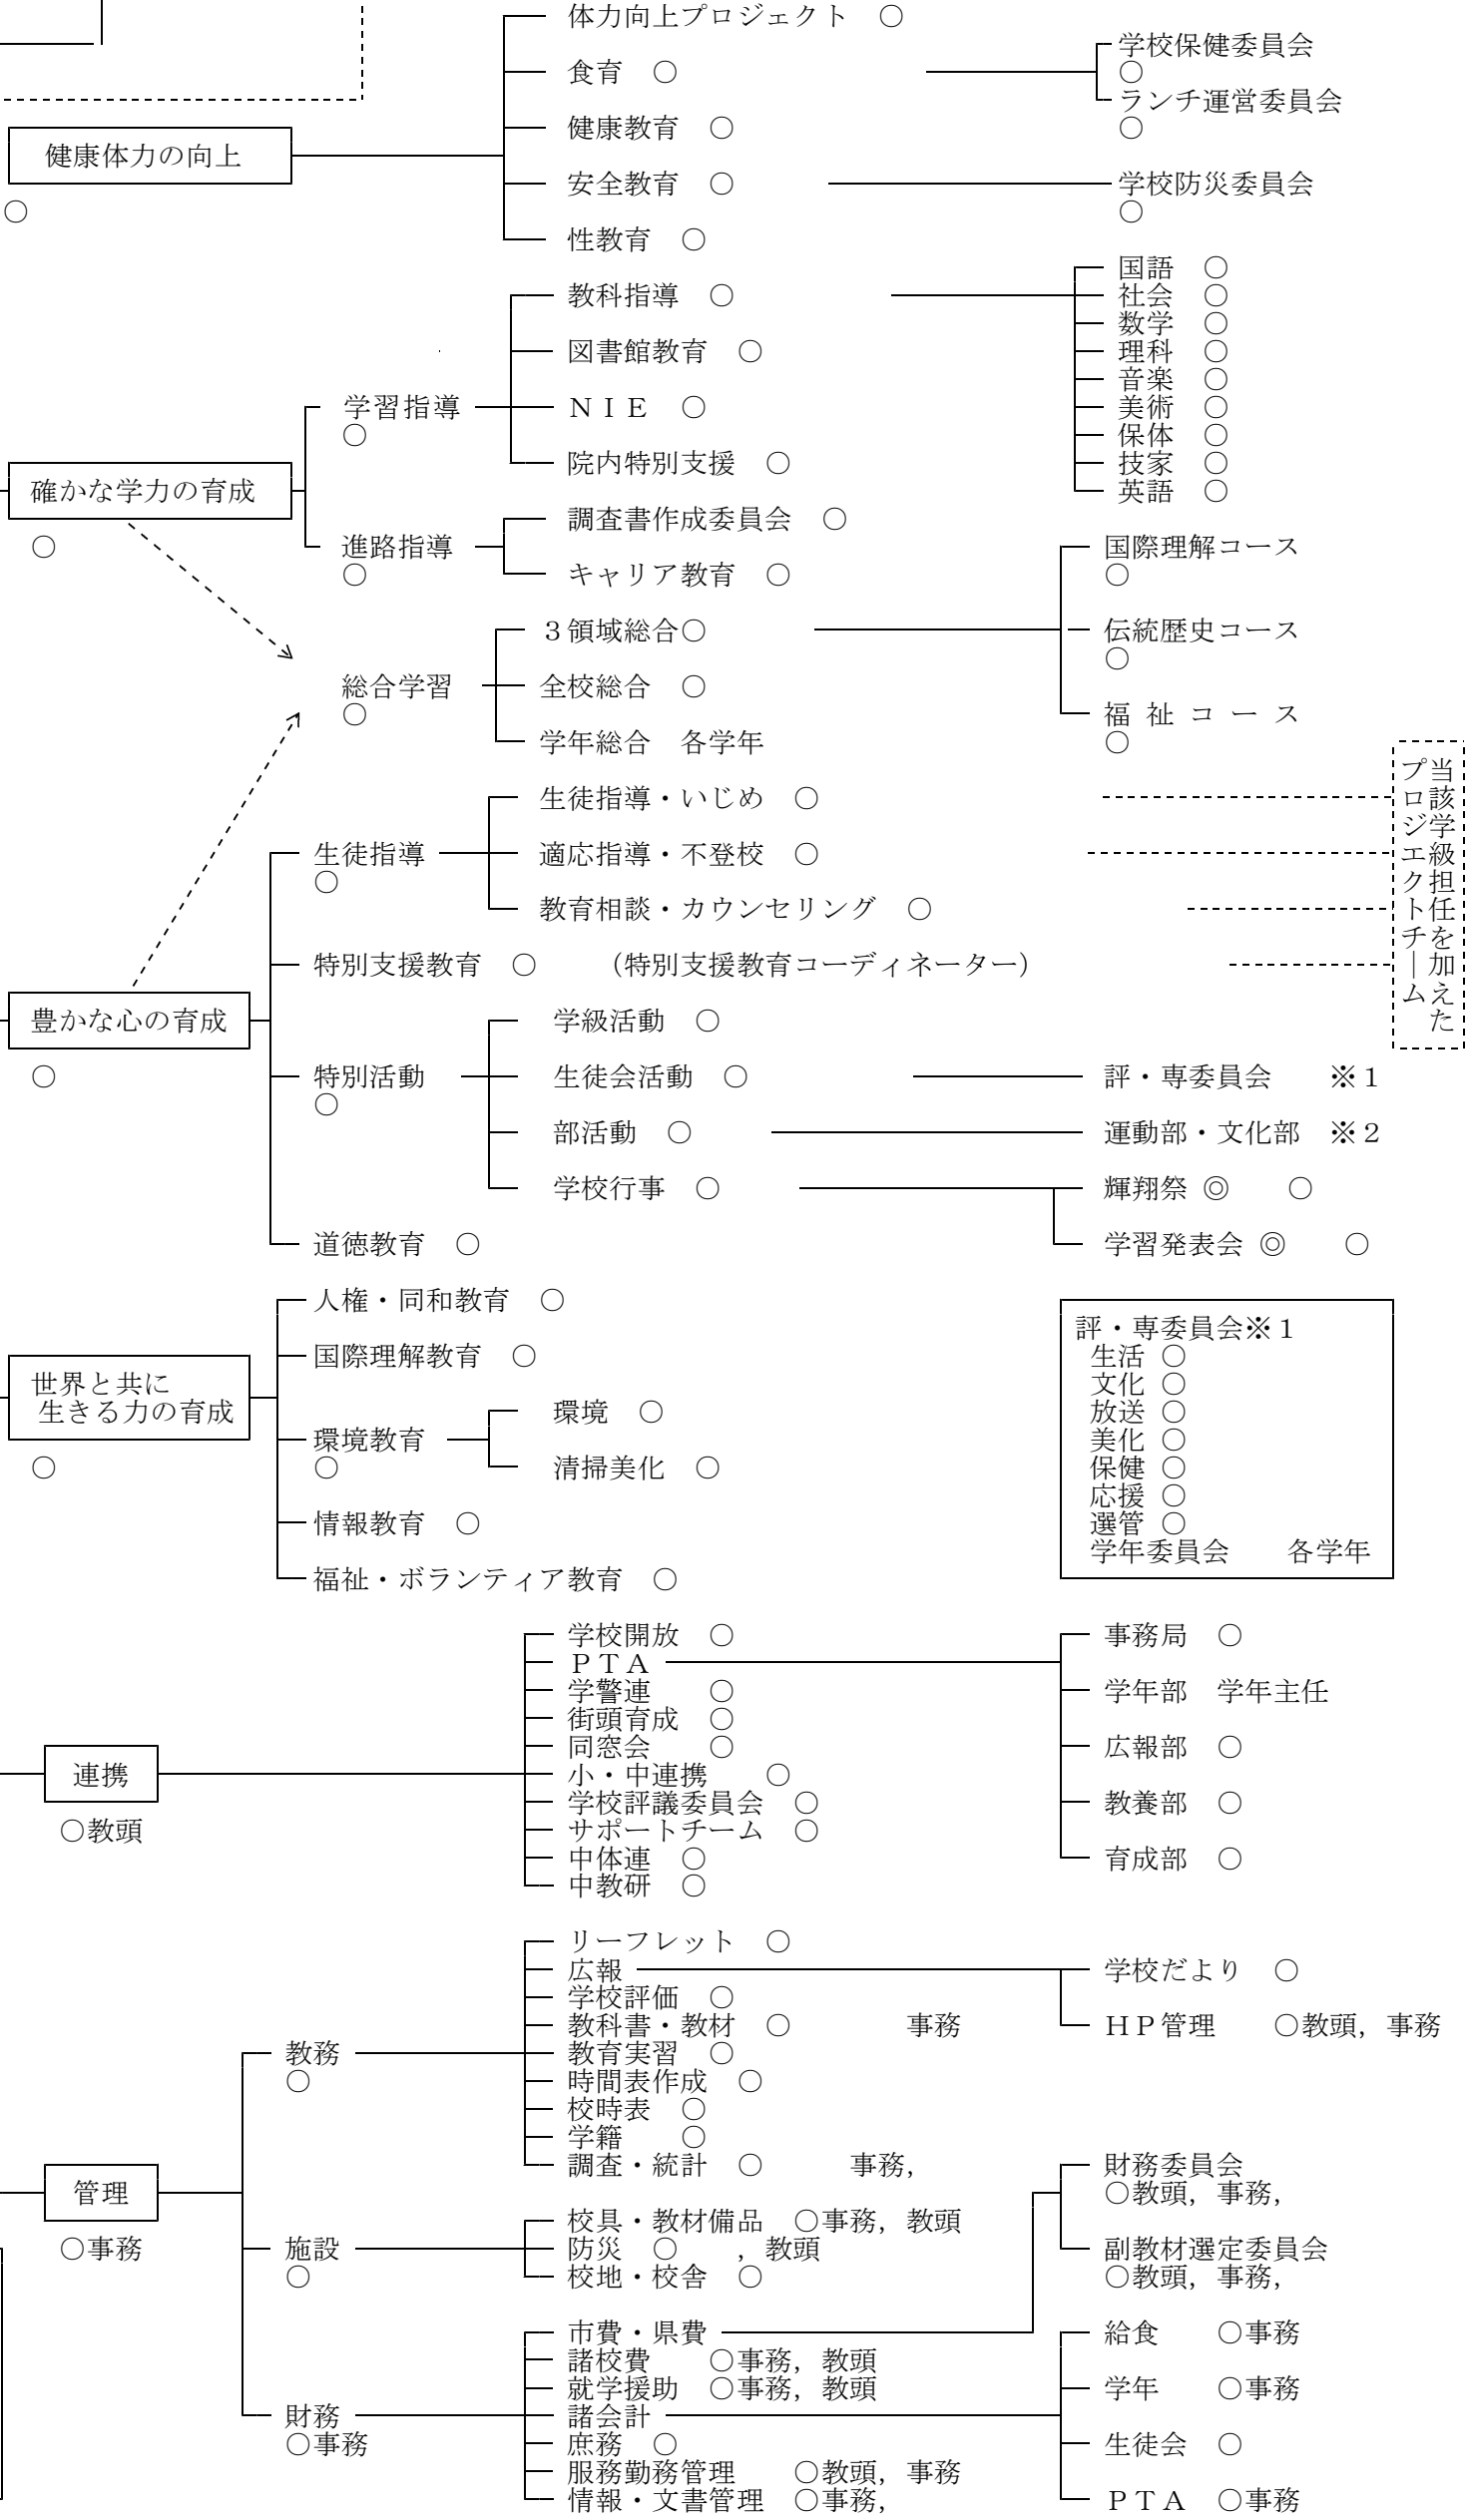 体力向上プロジェクト　○
学校保健委員会
食育　○
○
ランチ運営委員会
健康教育　○
○
健康体力の向上
安全教育　○
学校防災委員会
○
○
性教育　○
国語　○
教科指導　○
社会　○
数学　○
図書館教育　○
理科　○
音楽　○
学習指導
ＮＩＥ　○
美術　○
○
保体　○
院内特別支援　○
技家　○
確かな学力の育成
英語　○
調査書作成委員会　○
○
進路指導
国際理解コース
○
キャリア教育　○
○
３領域総合○
伝統歴史コース
○
総合学習
全校総合　○
○
福 祉 コ ー ス
学年総合　各学年
○
当該学級担任を加えた
プロジェクトチーム
生徒指導・いじめ　○
生徒指導
適応指導・不登校　○
○
教育相談・カウンセリング　○
特別支援教育　○　　（特別支援教育コーディネーター）
豊かな心の育成
学級活動　○
○
特別活動
生徒会活動　○
評・専委員会　　※１
○
部活動　○
運動部・文化部　※２
学校行事　○
輝翔祭 ◎　　○
道徳教育　○
学習発表会 ◎　　○
人権・同和教育　○
評・専委員会※１
国際理解教育　○
生活 ○
世界と共に
生きる力の育成
文化 ○
環境　○
放送 ○
環境教育
美化 ○
○
○
清掃美化　○
保健 ○
応援 ○
情報教育　○
選管 ○
学年委員会　　各学年
福祉・ボランティア教育　○
学校開放　○
事務局　○
ＰＴＡ
学警連　　○
学年部　学年主任
街頭育成　○
同窓会　　○
広報部　○
連携
小・中連携　　○
学校評議委員会　○
教養部　○
○教頭
サポートチーム　○
中体連　○
育成部　○
中教研　○
リーフレット　○
広報
学校だより　○
学校評価　○
教科書・教材　○　　　　事務
ＨＰ管理　　○教頭，事務
教務
教育実習　○
○
時間表作成　○
校時表　○
学籍　　○
調査・統計　○　　　事務，
財務委員会
管理
○教頭，事務，
校具・教材備品　○事務，教頭
○事務
施設
防災　○　　，教頭
副教材選定委員会
○
校地・校舎　○
○教頭，事務，
市費・県費
給食　　○事務
諸校費　　○事務，教頭
就学援助　○事務，教頭
学年　　○事務
財務
諸会計
○事務
庶務　○
生徒会　○
服務勤務管理　　○教頭，事務
情報・文書管理　○事務，
ＰＴＡ　○事務